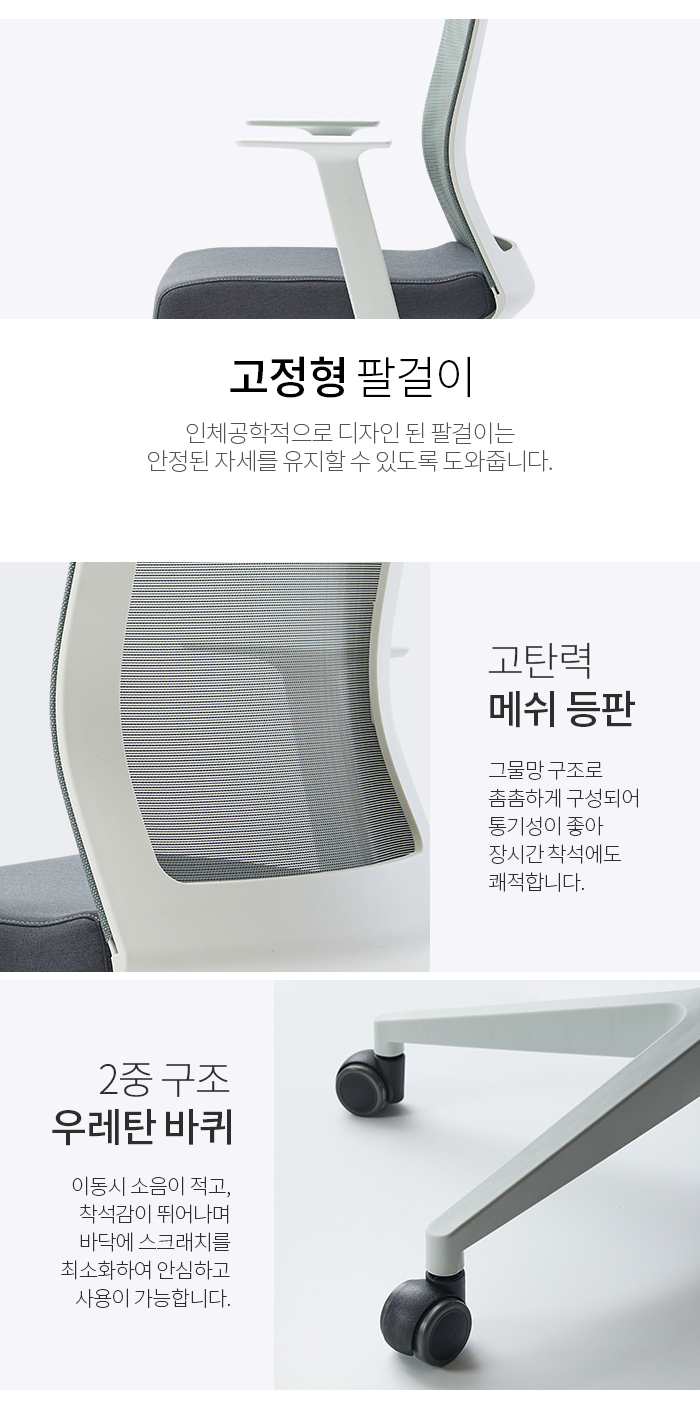 고정형 팔걸이
인체공학적으로 디자인 된 팔걸이는
안정된 자세를 유지할 수 있도록 도와줍니다.
고탄력
메쉬 등판
그물망 구조로
촘촘하게 구성되어
통기성이 좋아
장시간 착석에도
쾌적합니다.
2중 구조
우레탄 바퀴
이동시 소음이 적고,
착석감이 뛰어나며
바닥에 스크래치를
최소화하여 안심하고
사용이 가능합니다.